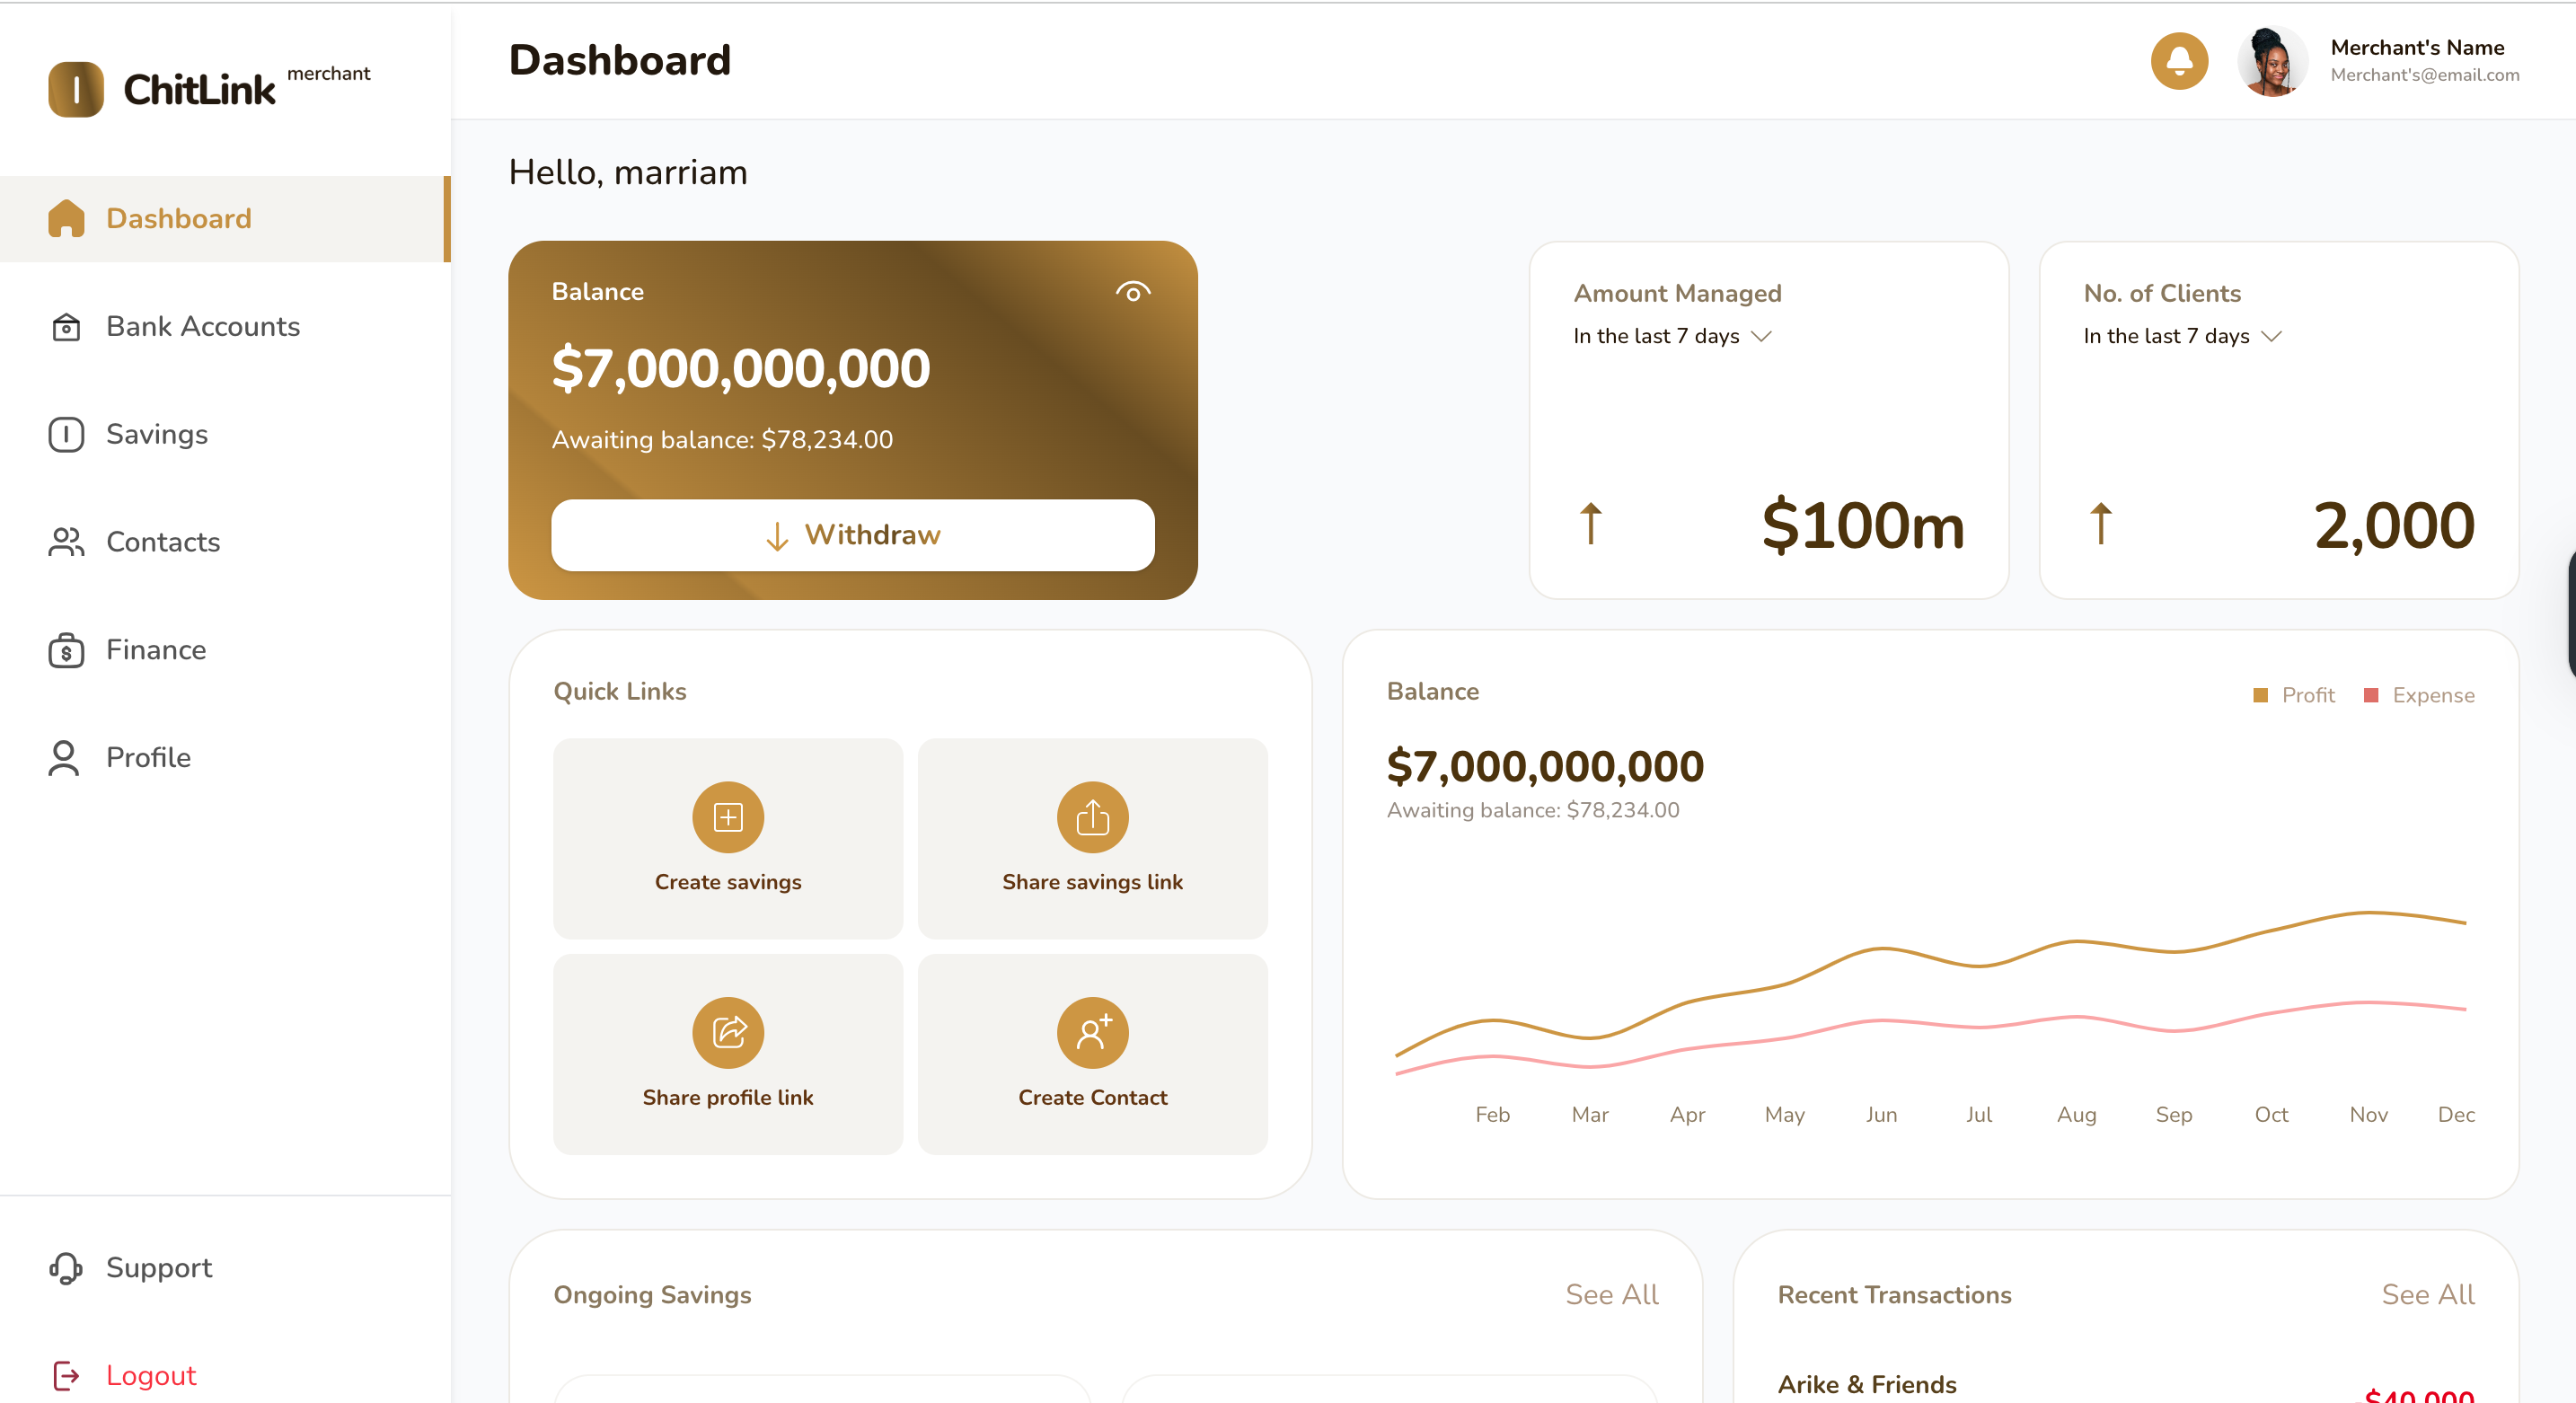 ChitLink merchant
Dashboard
Bank Accounts
Savings
Contacts
Finance
Profile
Support
Logout
Dashboard
Merchant's Name
Merchant's@email.com
Hello, marriam
Balance
$7,000,000,000
Awaiting balance: $78,234.00
Withdraw
Amount Managed
In the last 7 days
$100m
No. of Clients
In the last 7 days
2,000
Quick Links
Create savings
Share savings link
Share profile link
Create Contact
Balance
Profit
Expense
$7,000,000,000
Awaiting balance: $78,234.00
Feb Mar Apr May Jun Jul Aug Sep Oct Nov Dec
Ongoing Savings
See All
Recent Transactions
See All
Arike & Friends
-$40,000